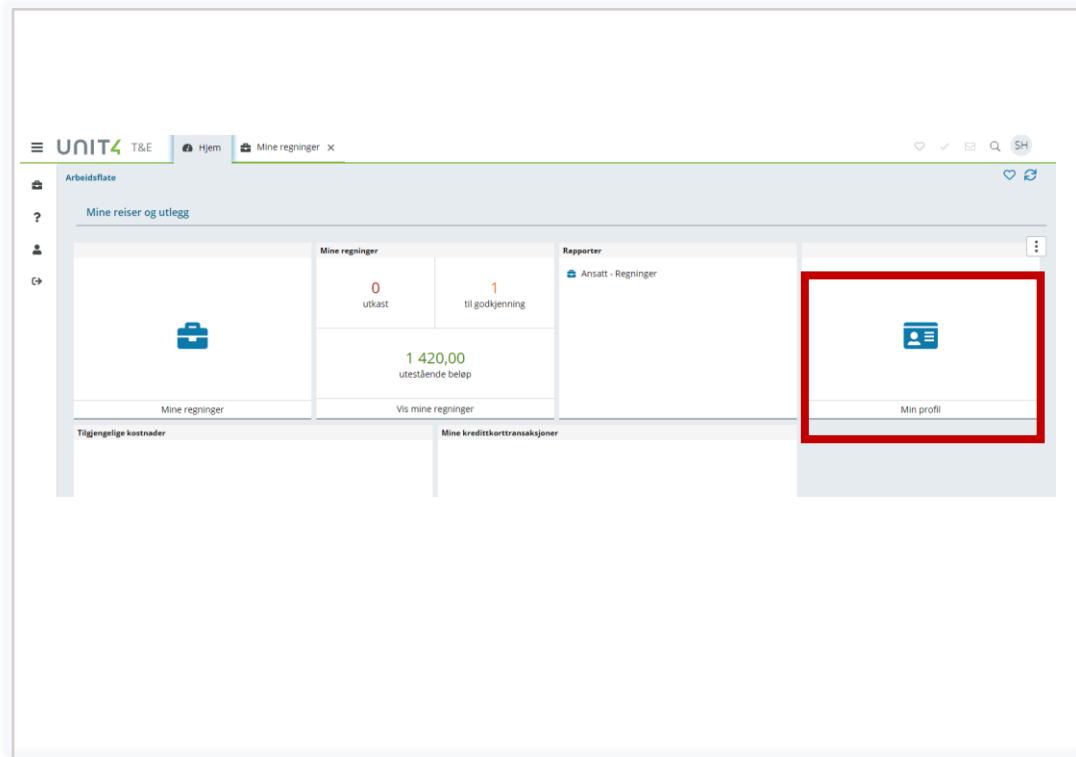 UNIT4 T&E Hjem Mine regninger SH
Arbeidsflate
?
Mine reiser og utlegg
Mine regninger
Rapporter
0
utkast
1
til godkjenning
Ansatt - Regninger
1 420,00
utestående beløp
Mine regninger
Vis mine regninger
Min profil
Tilgjengelige kostnader
Mine kredittkorttransaksjoner